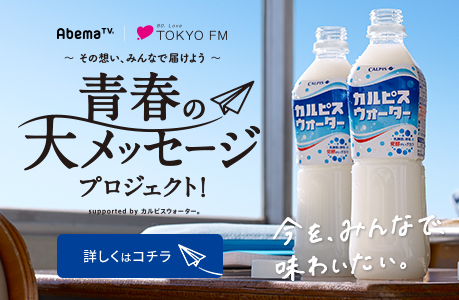 AbemaTV.
80. Love
TOKYO FM
~ その想い、みんなで届けよう ~
青春の
大メッセージ
プロジェクト!
supported by カルピスウォーター。
詳しくはコチラ
CALPIS
カルピス
ウォーター
CALPIS
カルピス
ウォーター
今を、みんなで、
味わいたい。